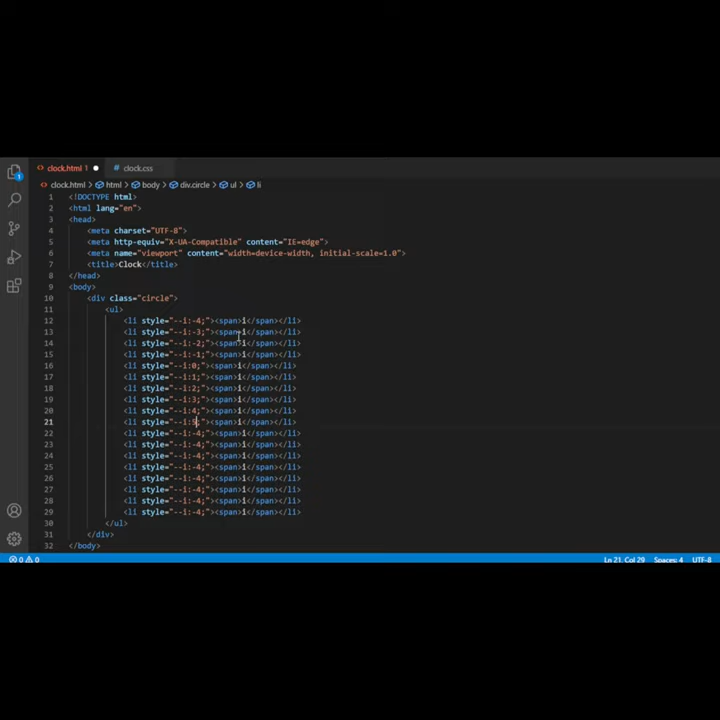 clock.html 1
clock.css
clock.html > html > body > div.circle > ul > li
1 <!DOCTYPE html>
2 <html lang="en">
3 <head>
4 <meta charset="UTF-8">
5 <meta http-equiv="X-UA-Compatible" content="IE=edge">
6 <meta name="viewport" content="width=device-width, initial-scale=1.0">
7 <title>Clock</title>
8 </head>
9 <body>
10 <div class="circle">
11 <ul>
12 <li style="--i:-4;"><span>i</span></li>
13 <li style="--i:-3;"><span>i</span></li>
14 <li style="--i:-2;"><span>i</span></li>
15 <li style="--i:-1;"><span>i</span></li>
16 <li style="--i:0;"><span>i</span></li>
17 <li style="--i:1;"><span>i</span></li>
18 <li style="--i:2;"><span>i</span></li>
19 <li style="--i:3;"><span>i</span></li>
20 <li style="--i:4;"><span>i</span></li>
21 <li style="--i:5;"><span>i</span></li>
22 <li style="--i:-4;"><span>i</span></li>
23 <li style="--i:-4;"><span>i</span></li>
24 <li style="--i:-4;"><span>i</span></li>
25 <li style="--i:-4;"><span>i</span></li>
26 <li style="--i:-4;"><span>i</span></li>
27 <li style="--i:-4;"><span>i</span></li>
28 <li style="--i:-4;"><span>i</span></li>
29 <li style="--i:-4;"><span>i</span></li>
30 </ul>
31 </div>
32 </body>
0 0 Ln 21, Col 29 Spaces: 4 UTF-8